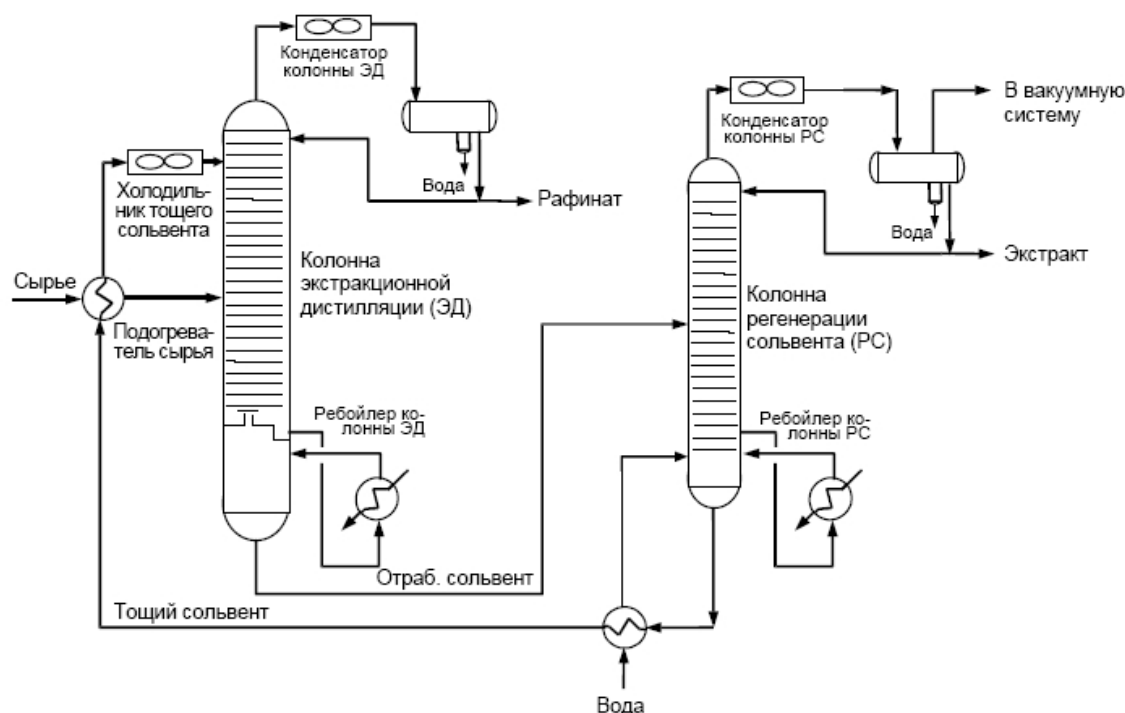 Конденсатор
колонны ЭД
Конденсатор
колонны РС
В вакуумную
систему
Вода
Рафинат
Холодиль-
ник тощего
сольвента
Вода
Экстракт
Сырье
Колонна
экстракционной
дистилляции (ЭД)
Колонна
регенерации
сольвента (РС)
Подогрева-
тель сырья
Ребойлер ко-
лонны ЭД
Ребойлер ко-
лонны РС
Отраб. сольвент
Тощий сольвент
Вода